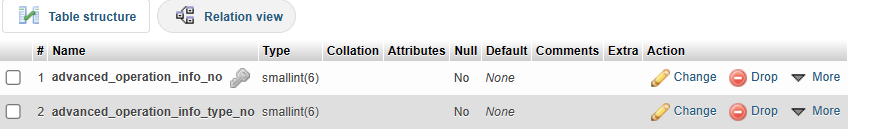 Table structure Relation view
# Name Type Collation Attributes Null Default Comments Extra Action
1 advanced_operation_info_no smallint(6) No None Change Drop More
2 advanced_operation_info_type_no smallint(6) No None Change Drop More